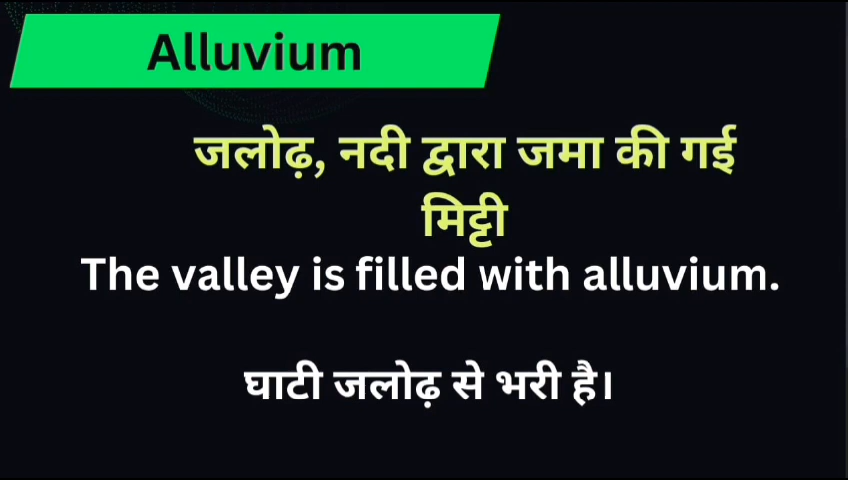 Alluvium
जलोढ़, नदी द्वारा जमा की गई
मिट्टी
The valley is filled with alluvium.
घाटी जलोढ़ से भरी है।